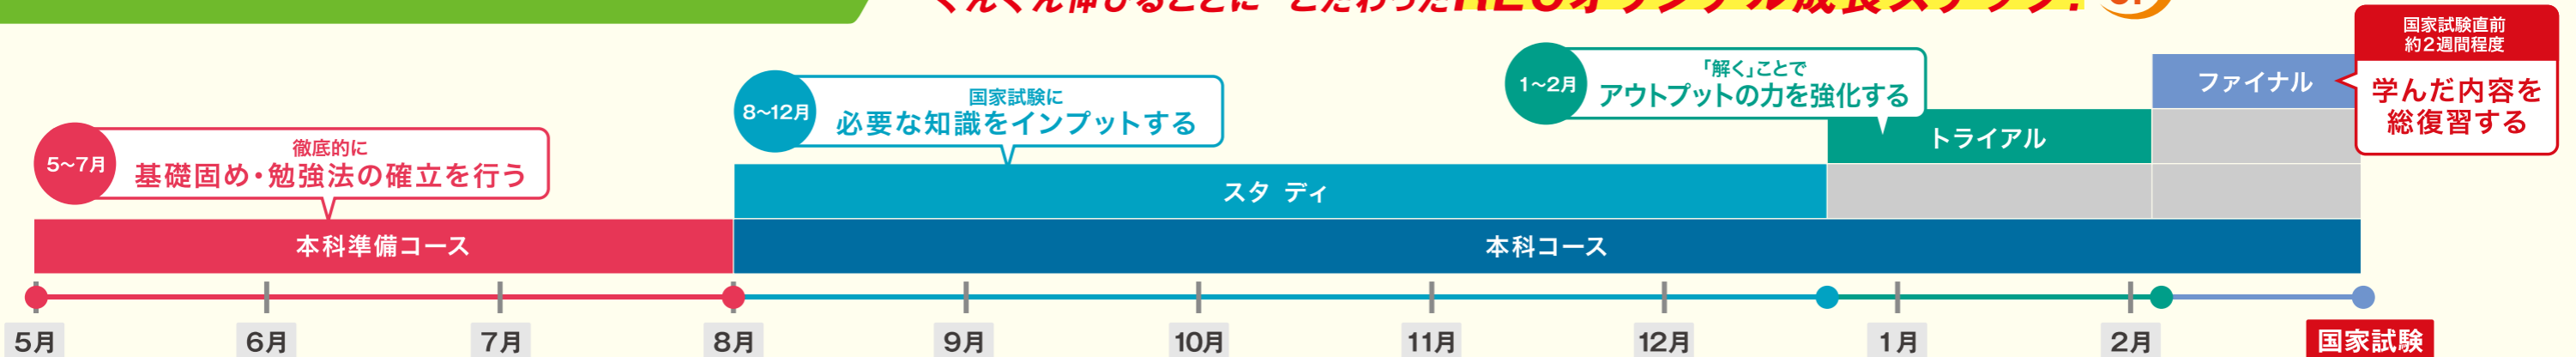 国家試験直前
約2週間程度
学んだ内容を
総復習する
ファイナル
1～2月
「解く」ことで
アウトプットの力を強化する
トライアル
8～12月
国家試験に
必要な知識をインプットする
スタ ディ
5～7月
徹底的に
基礎固め・勉強法の確立を行う
本科準備コース
本科コース
5月
6月
7月
8月
9月
10月
11月
12月
1月
2月
国家試験